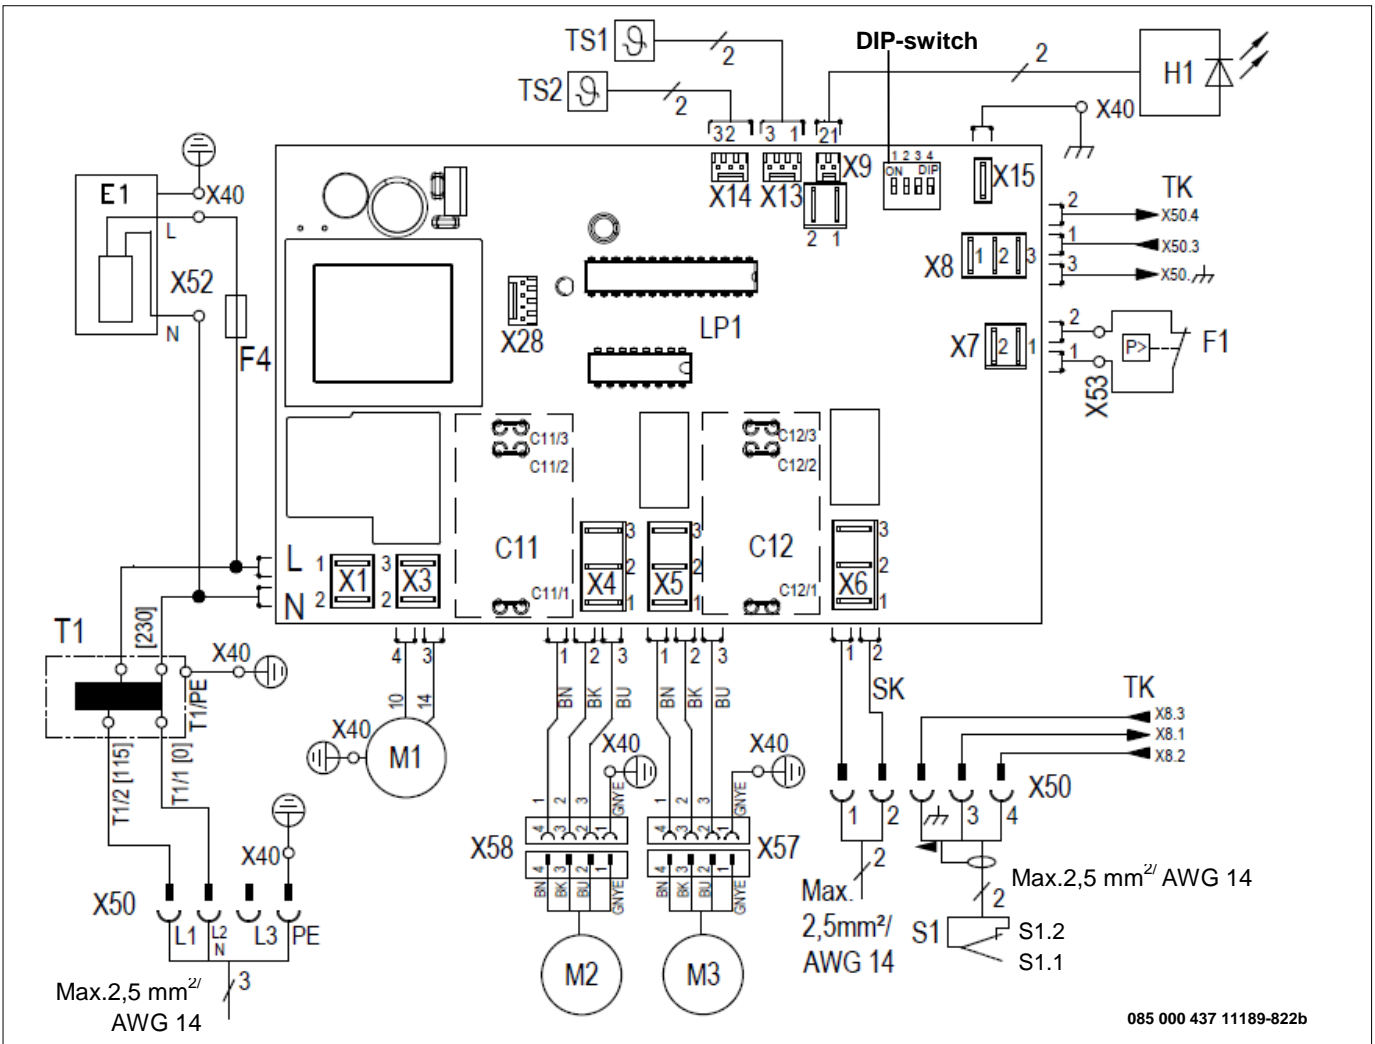 TS1
2
DIP-switch
2
H1
TS2
2
X40
32
3 1
21
1 2 3 4
ON DIP
X9
X14
X13
X15
2 1
E1
X40
L
X52
N
F4
TK
2
X50.4
1
X50.3
3
X50.
X8
1 2 3
X28
LP1
X7
2 1
2
1
P>
F1
X53
C11/3
C11/2
C12/3
C12/2
C11
C12
C11/1
C12/1
L
N
1
2
X1
3
2
X3
X4
3
2
1
X5
3
2
1
X6
3
2
1
T1
[230]
X40
T1/PE
T1/2 [115]
T1/1 [0]
4 3
10 14
X40
M1
1 2 3
BN BK BU
X40
1 2 3 GNYE
X58
4 3 2 1
BN 4 BK 3 BU 2 1 GNYE
M2
1 2 3
BN BK BU
X40
1 2 3 GNYE
X57
4 3 2 1
BN 4 BK 3 BU 2 1 GNYE
M3
1 2
SK
TK
X8.3
X8.1
X8.2
X50
1 2 3 4
2
Max.
2,5mm²/
AWG 14
Max.2,5 mm²/ AWG 14
2
S1
S1.2
S1.1
X40
X50
L1 L2 N L3 PE
3
Max.2,5 mm²/
AWG 14
085 000 437 11189-822b